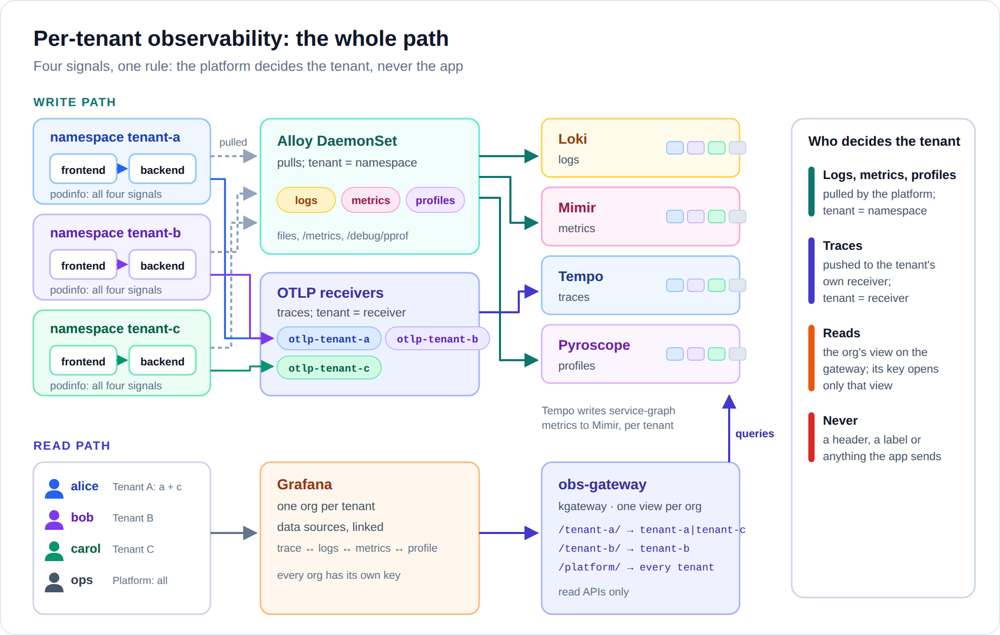 Per-tenant observability: the whole path
Four signals, one rule: the platform decides the tenant, never the app
WRITE PATH
namespace tenant-a
frontend
backend
podinfo: all four signals
namespace tenant-b
frontend
backend
podinfo: all four signals
namespace tenant-c
frontend
backend
podinfo: all four signals
pulled
Alloy DaemonSet
pulls; tenant = namespace
logs
metrics
profiles
files, /metrics, /debug/pprof
OTLP receivers
traces; tenant = receiver
otlp-tenant-a
otlp-tenant-b
otlp-tenant-c
Loki
logs
Mimir
metrics
Tempo
traces
Pyroscope
profiles
Tempo writes service-graph
metrics to Mimir, per tenant
queries
Who decides the tenant
Logs, metrics, profiles
pulled by the platform;
tenant = namespace
Traces
pushed to the tenant's
own receiver;
tenant = receiver
Reads
the org's view on the
gateway; its key opens
only that view
Never
a header, a label or
anything the app sends
READ PATH
alice Tenant A: a + c
bob Tenant B
carol Tenant C
ops Platform: all
Grafana
one org per tenant
data sources, linked
trace ↔ logs ↔ metrics ↔ profile
every org has its own key
obs-gateway
kgateway · one view per org
/tenant-a/ → tenant-a|tenant-c
/tenant-b/ → tenant-b
/platform/ → every tenant
read APIs only